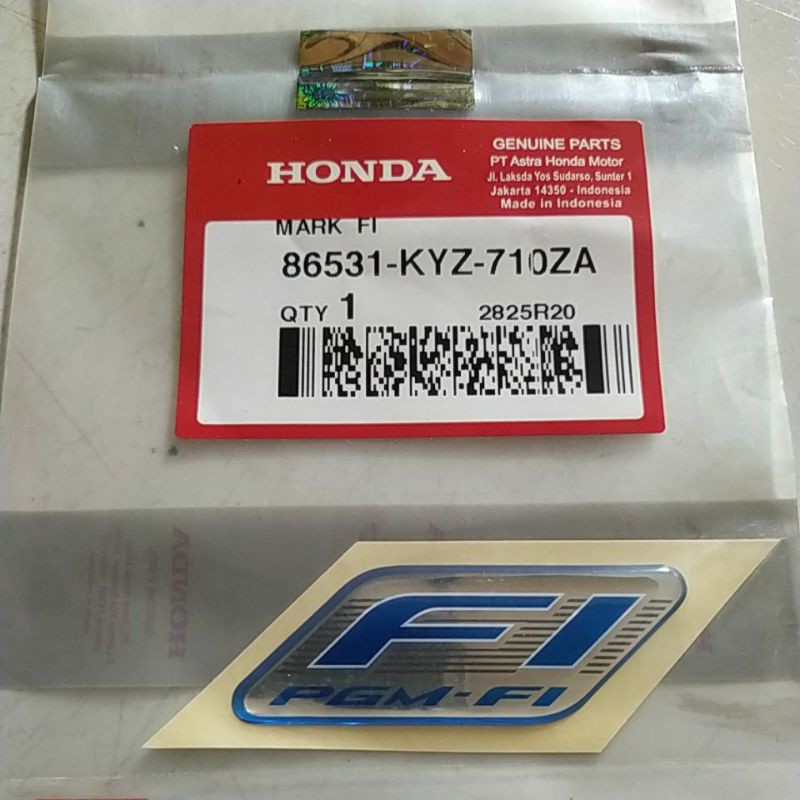 GENUINE PARTS
PT Astra Honda Motor
Jl. Laksda Yos Sudarso, Sunter 1
Jakarta 14350 - Indonesia
Made in Indonesia
HONDA
MARK FI
86531-KYZ-710ZA
QTY 1
2825R20
HONDA
FI
PGM-FI